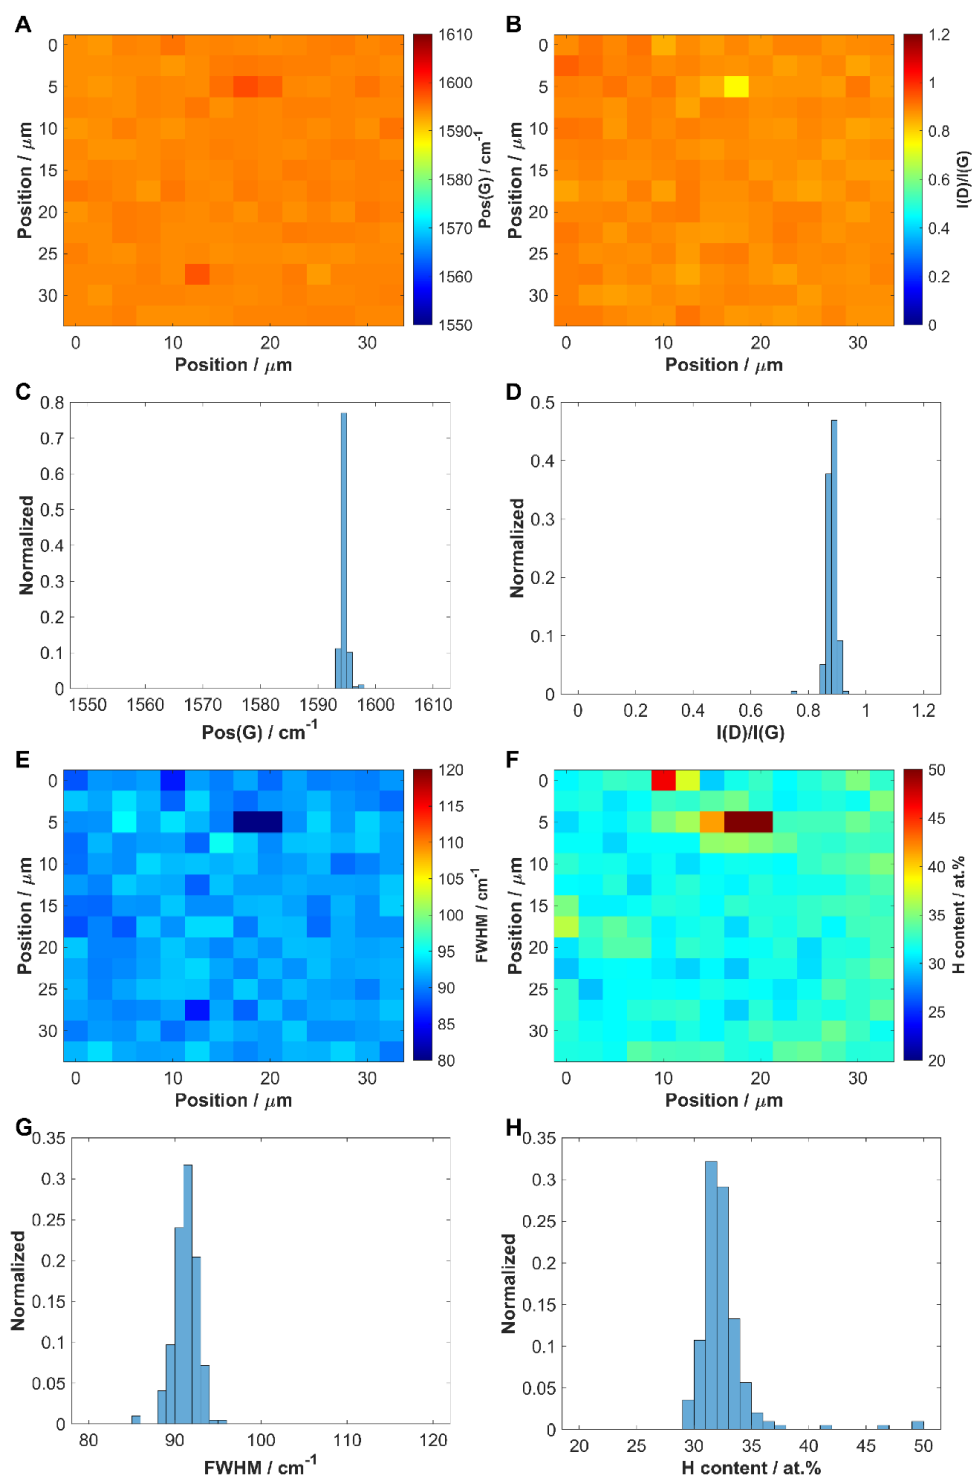 A
B
0
5
10
15
20
25
30
Position / μm
0
10
20
30
Position / μm
1610
1600
1590
1580
1570
1560
1550
Pos(G) / cm-1
0
5
10
15
20
25
30
Position / μm
0
10
20
30
Position / μm
1.2
1
0.8
0.6
0.4
0.2
0
I(D)/I(G)
C
D
0.8
0.7
0.6
0.5
0.4
0.3
0.2
0.1
0
Normalized
1550 1560 1570 1580 1590 1600 1610
Pos(G) / cm-1
0.5
0.4
0.3
0.2
0.1
0
Normalized
0 0.2 0.4 0.6 0.8 1 1.2
I(D)/I(G)
E
F
0
5
10
15
20
25
30
Position / μm
0 10 20 30
Position / μm
120
115
110
105
100
95
90
85
80
FWHM / cm-1
0
5
10
15
20
25
30
Position / μm
0 10 20 30
Position / μm
50
45
40
35
30
25
20
H content / at.%
G
H
0.35
0.3
0.25
0.2
0.15
0.1
0.05
0
Normalized
80 90 100 110 120
FWHM / cm-1
0.35
0.3
0.25
0.2
0.15
0.1
0.05
0
Normalized
20 25 30 35 40 45 50
H content / at.%